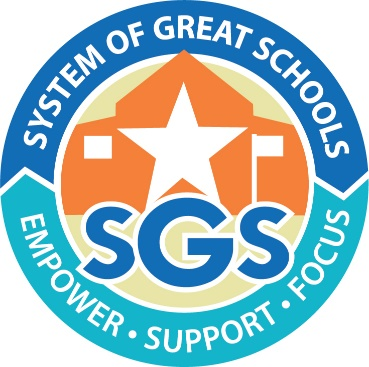 SYSTEM OF GREAT SCHOOLS
SGS
EMPOWER • SUPPORT • FOCUS